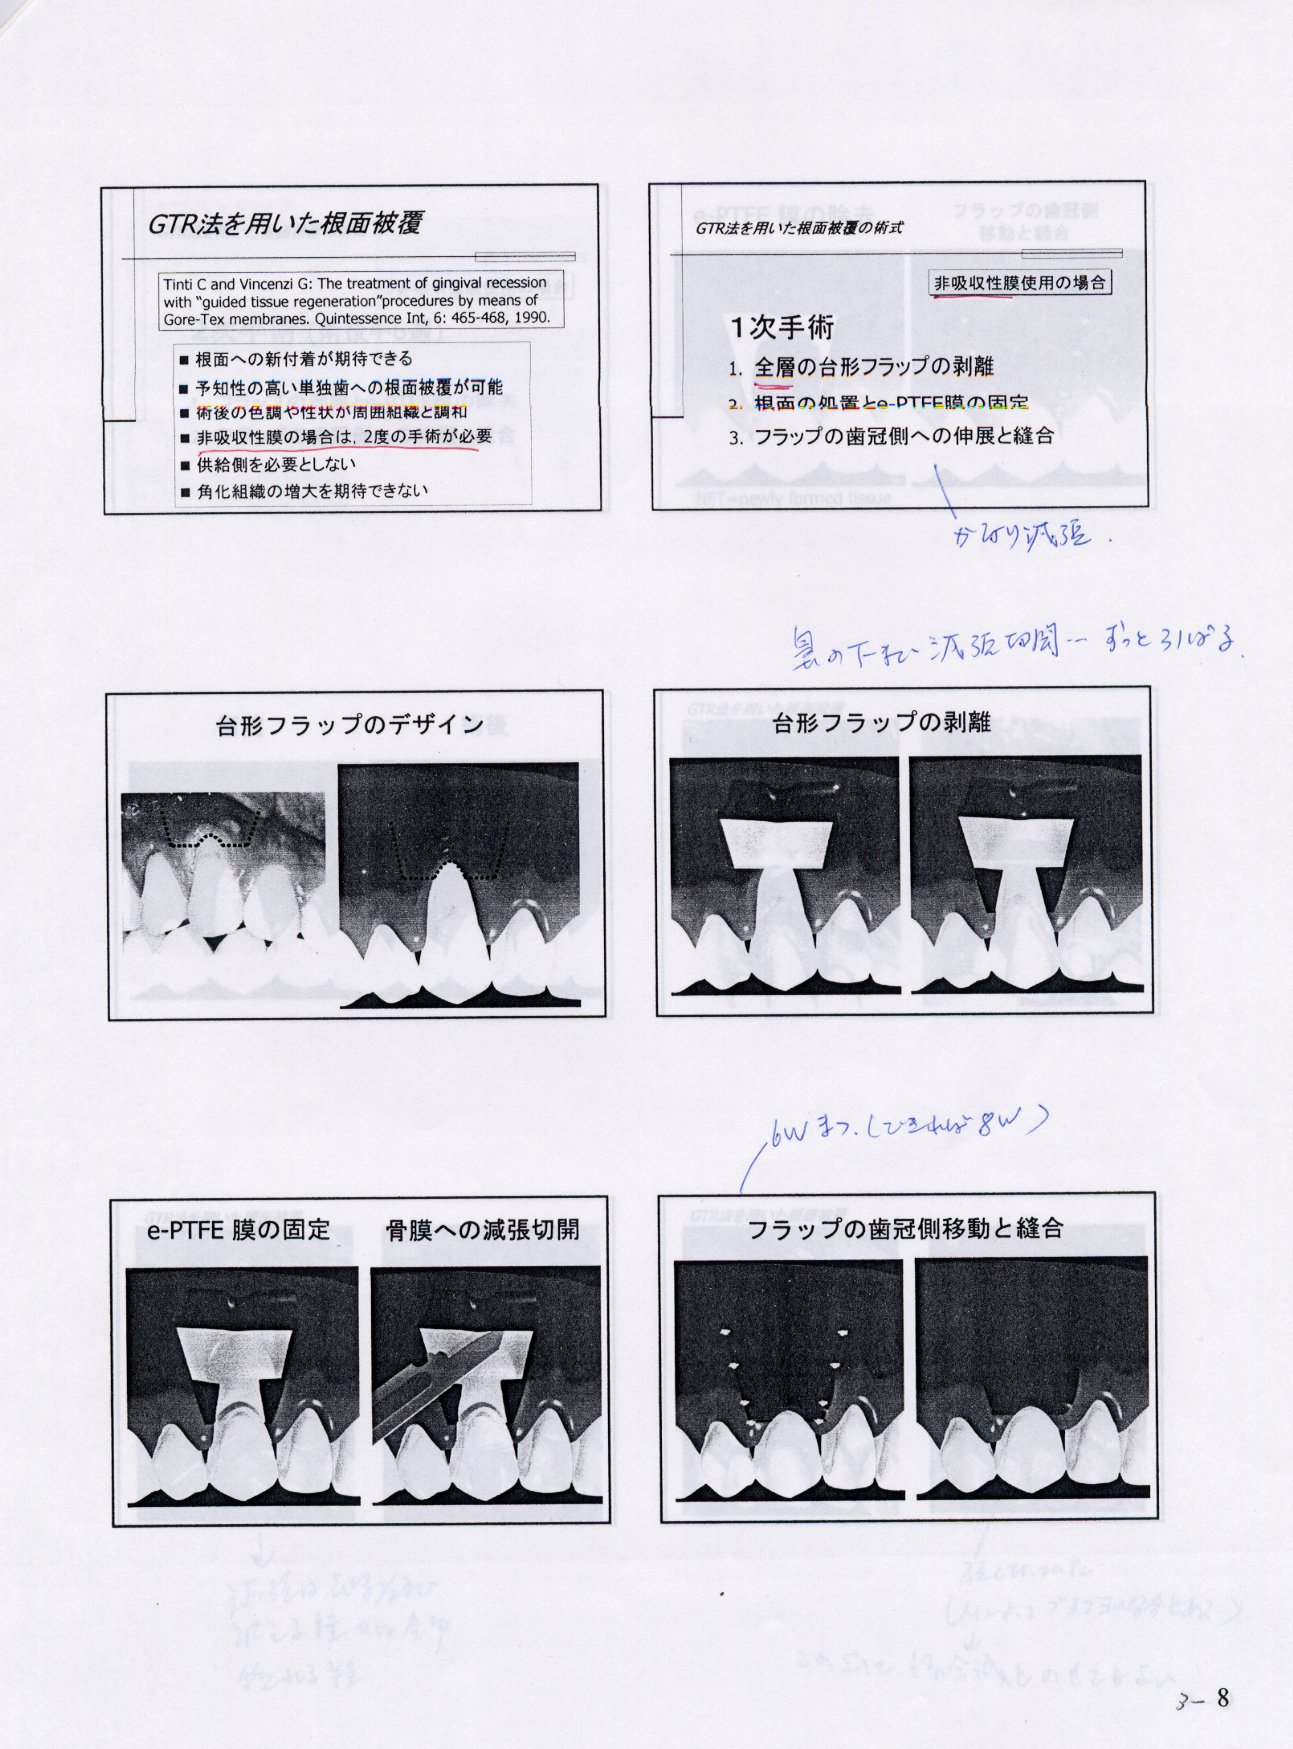 GTR法を用いた根面被覆
Tinti C and Vincenzi G: The treatment of gingival recession
with "guided tissue regeneration"procedures by means of
Gore-Tex membranes. Quintessence Int, 6: 465-468, 1990.
■ 根面への新付着が期待できる
■ 予知性の高い単独歯への根面被覆が可能
■ 術後の色調や性状が周囲組織と調和
■ 非吸収性膜の場合は, 2度の手術が必要
■ 供給側を必要としない
■ 角化組織の増大を期待できない
GTR法を用いた根面被覆の術式
非吸収性膜使用の場合
1次手術
1. 全層の台形フラップの剥離
2. 根面の処置とe-PTFE膜の固定
3. フラップの歯冠側への伸展と縫合
かなり減張.
鼻の下まで減張切開… ずっと引ぱる.
台形フラップのデザイン
台形フラップの剥離
6Wまつ.(できれば8W)
e-PTFE 膜の固定
骨膜への減張切開
フラップの歯冠側移動と縫合
3-8